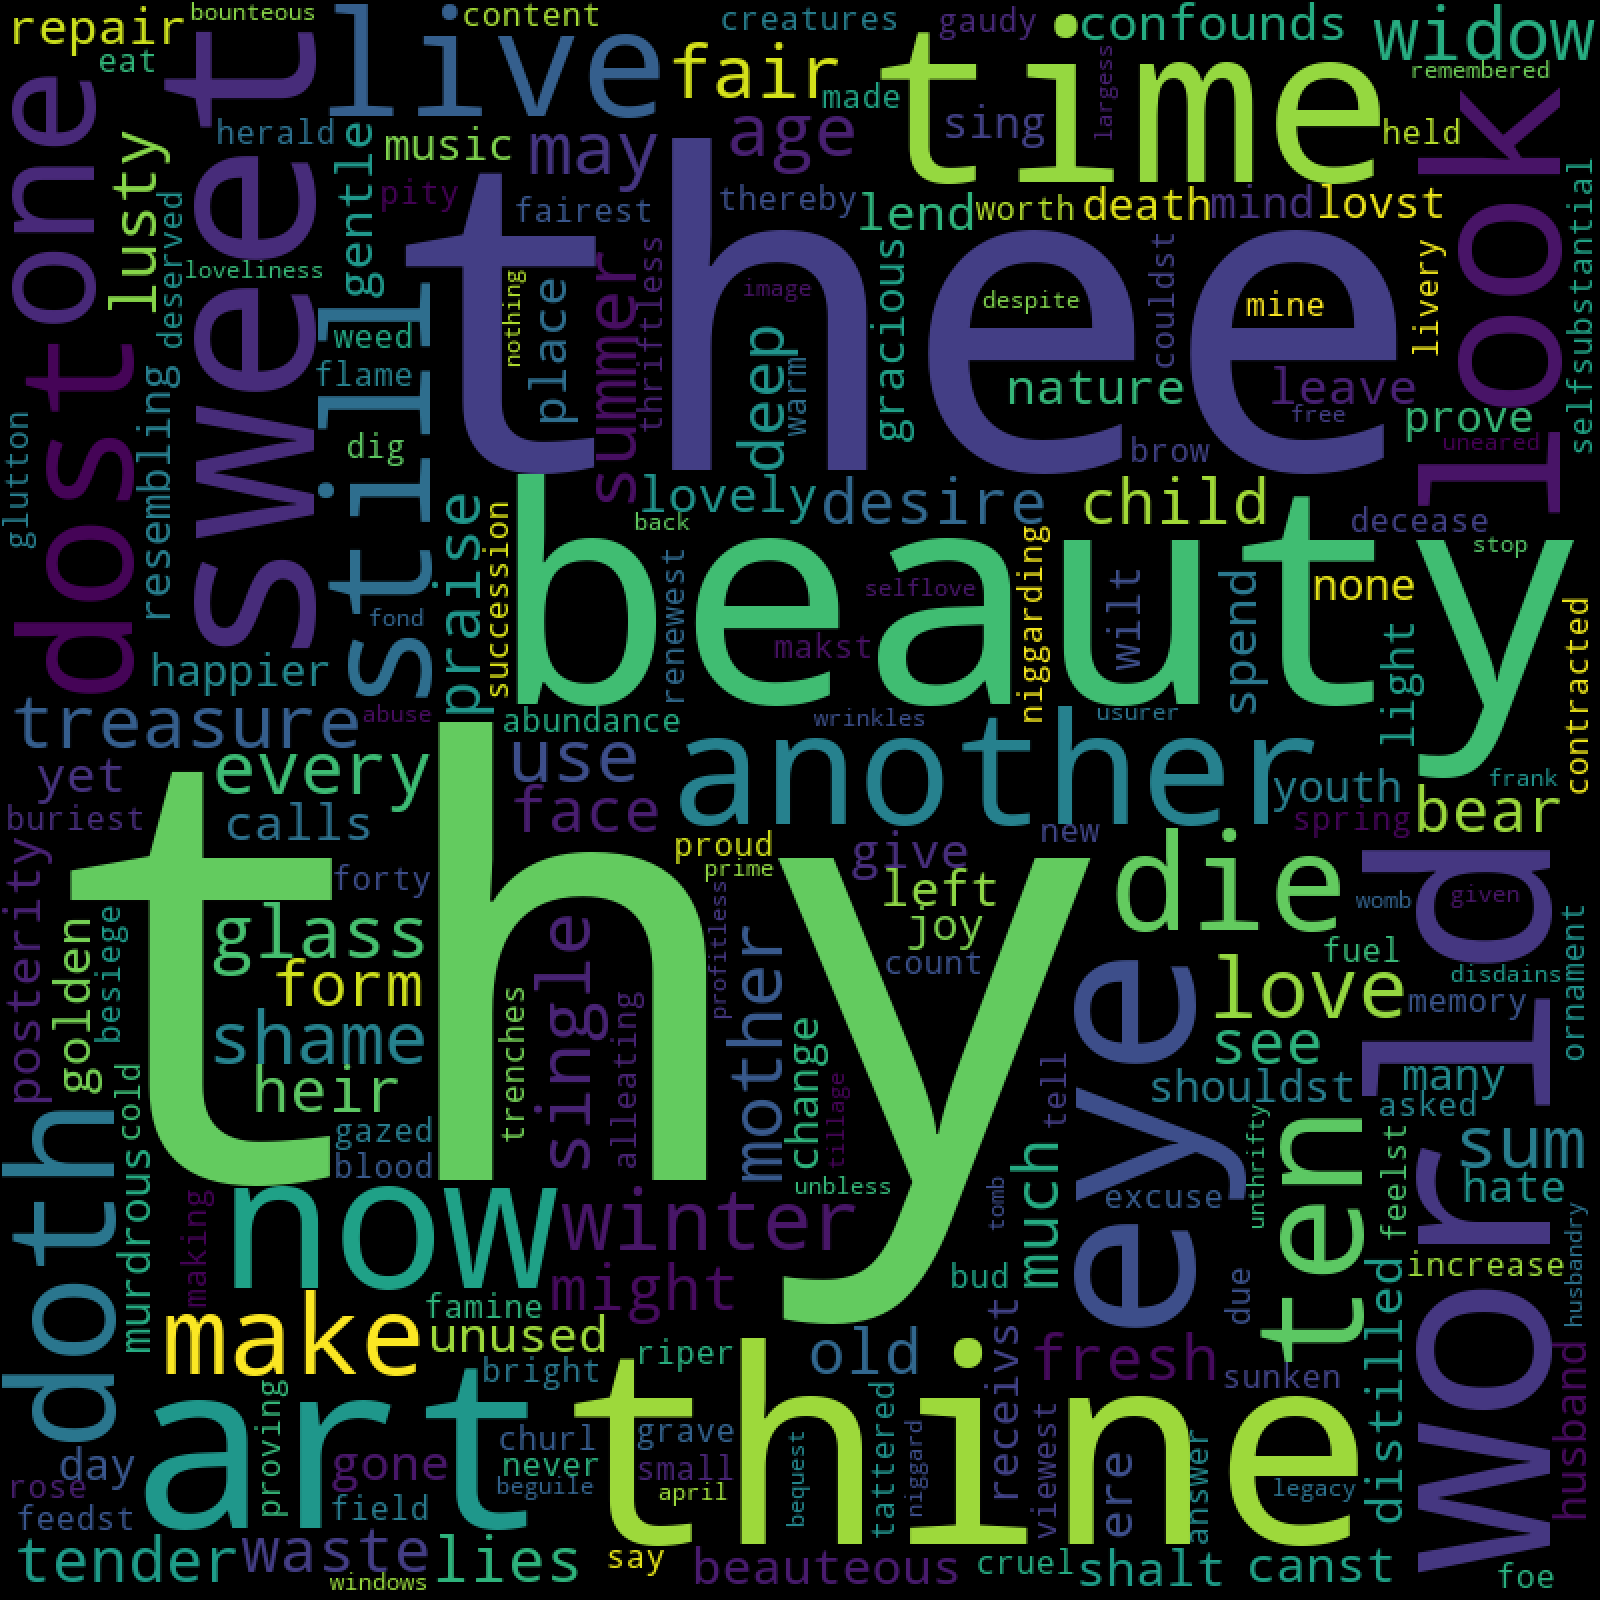 repair
bounteous
content
creatures
gaudy
confounds
widow
eat
live
fair
time
remembered
made
largess
herald
music
may
age
sing
held
one
sweet
lusty
gentle
pity
fairest
thereby
lend
worth
death
mind
lovst
look
deserved
loveliness
thee
image
gracious
despite
couldst
mine
livery
selfsubstantial
still
weed
nothing
place
summer
thriftless
deep
warm
flame
nature
leave
free
prove
uneared
dost
glutton
resembling
dig
brow
praise
succession
lovely
desire
child
decease
back
stop
beauty
renewest
selflove
niggarding
wilt
spend
none
fond
makst
light
contracted
happier
treasure
abuse
abundance
wrinkles
usurer
yet
every
use
another
youth
frank
buriest
calls
face
new
spring
bear
thy
proud
give
die
prime
posterity
forty
left
womb
given
world
golden
besiege
glass
joy
fuel
form
single
profitless
mother
count
love
disdains
ornament
memory
shame
trenches
alleating
change
eye
see
heir
tillage
tell
shouldst
many
cold
asked
doth
murdrous
gazed
blood
unbless
tomb
much
excuse
unthrifty
ten
feelst
sum
hate
making
now
winter
might
bud
due
increase
husbandry
make
famine
unused
riper
old
receivst
fresh
distilled
bright
sunken
husband
art
thine
proving
gone
churl
grave
tattered
niggard
viewest
ere
answer
day
never
small
bequest
rose
beguile
april
legacy
feedst
field
tender
waste
lies
say
beauteous
cruel
shalt
canst
foe
windows